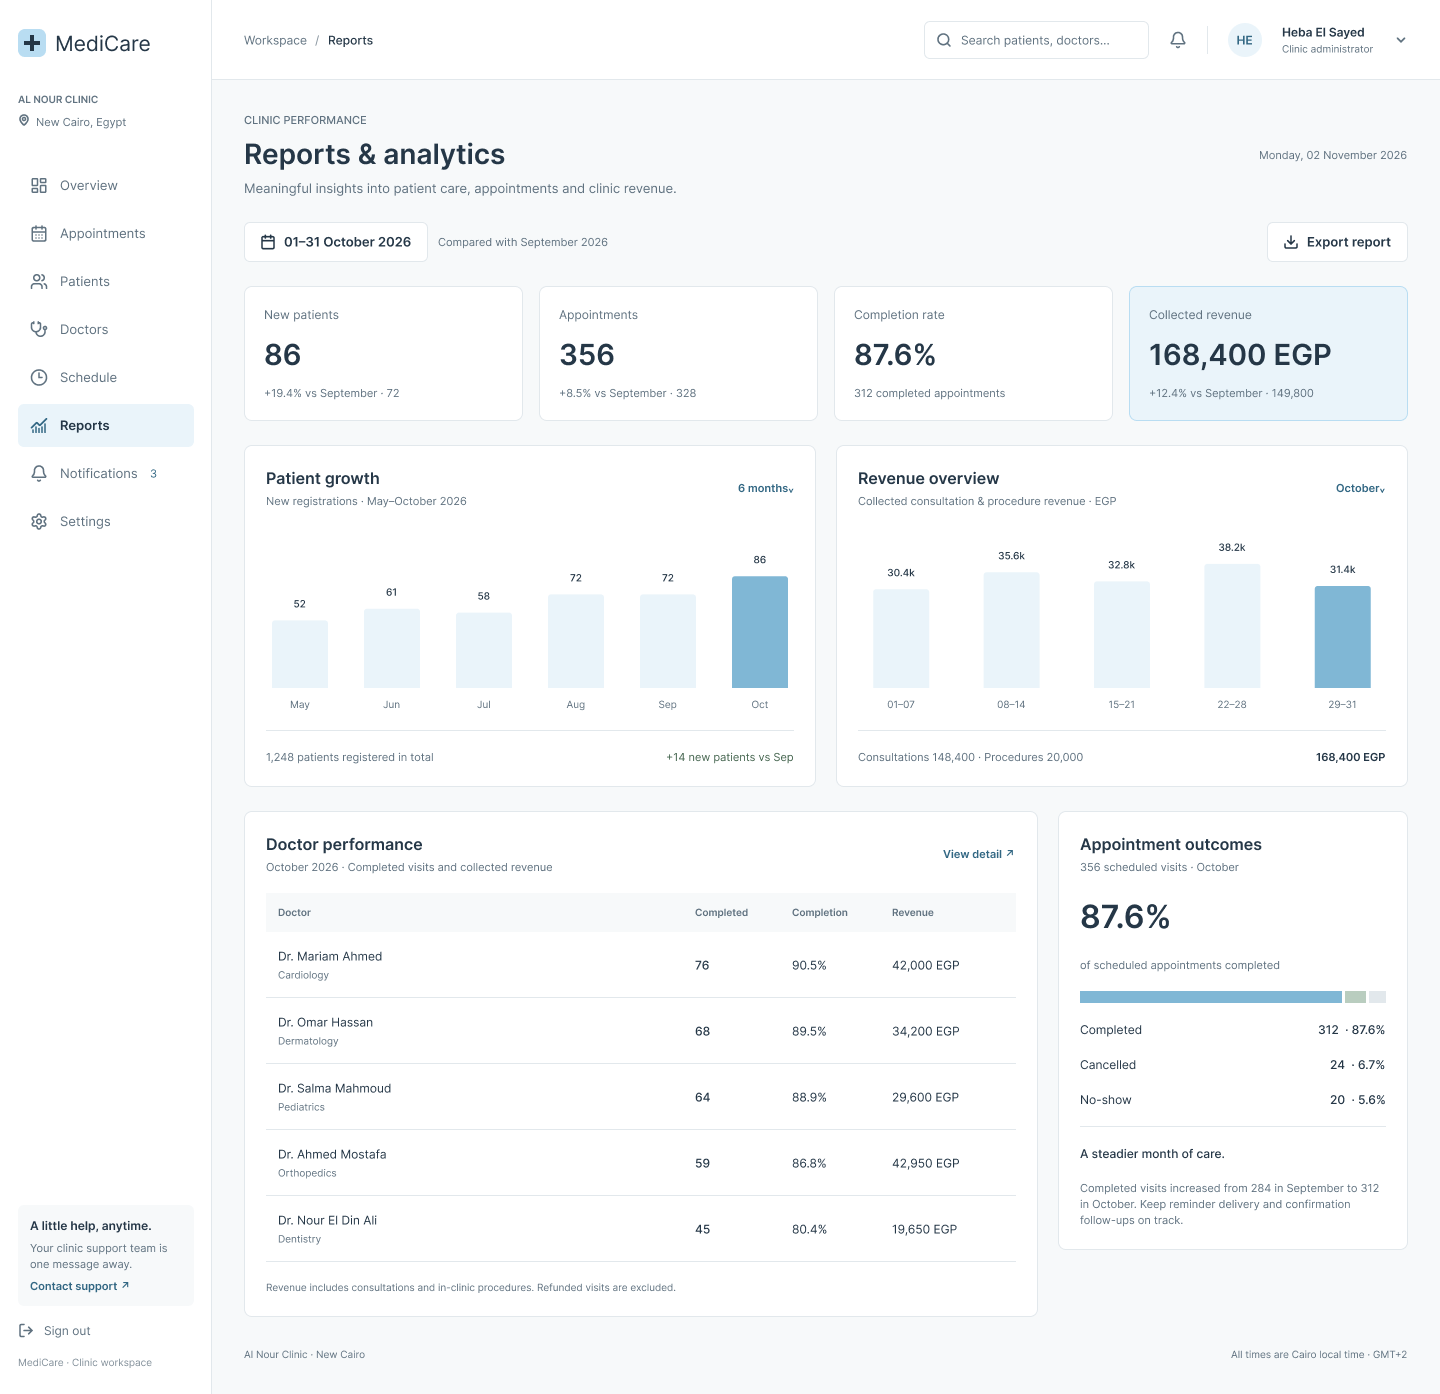 MediCare
AL NOUR CLINIC
New Cairo, Egypt
Overview
Appointments
Patients
Doctors
Schedule
Reports
Notifications 3
Settings
A little help, anytime.
Your clinic support team is
one message away.
Contact support ↗
Sign out
MediCare · Clinic workspace
Workspace / Reports
Search patients, doctors...
HE
Heba El Sayed
Clinic administrator
CLINIC PERFORMANCE
Reports & analytics
Monday, 02 November 2026
Meaningful insights into patient care, appointments and clinic revenue.
01–31 October 2026
Compared with September 2026
Export report
New patients
86
+19.4% vs September · 72
Appointments
356
+8.5% vs September · 328
Completion rate
87.6%
312 completed appointments
Collected revenue
168,400 EGP
+12.4% vs September · 149,800
Patient growth
New registrations · May–October 2026
6 months
52 61 58 72 72 86
May Jun Jul Aug Sep Oct
1,248 patients registered in total
+14 new patients vs Sep
Revenue overview
Collected consultation & procedure revenue · EGP
October
30.4k 35.6k 32.8k 38.2k 31.4k
01–07 08–14 15–21 22–28 29–31
Consultations 148,400 · Procedures 20,000
168,400 EGP
Doctor performance
October 2026 · Completed visits and collected revenue
View detail ↗
Doctor Completed Completion Revenue
Dr. Mariam Ahmed
Cardiology
76 90.5% 42,000 EGP
Dr. Omar Hassan
Dermatology
68 89.5% 34,200 EGP
Dr. Salma Mahmoud
Pediatrics
64 88.9% 29,600 EGP
Dr. Ahmed Mostafa
Orthopedics
59 86.8% 42,950 EGP
Dr. Nour El Din Ali
Dentistry
45 80.4% 19,650 EGP
Revenue includes consultations and in-clinic procedures. Refunded visits are excluded.
Appointment outcomes
356 scheduled visits · October
87.6%
of scheduled appointments completed
Completed 312 · 87.6%
Cancelled 24 · 6.7%
No-show 20 · 5.6%
A steadier month of care.
Completed visits increased from 284 in September to 312
in October. Keep reminder delivery and confirmation
follow-ups on track.
Al Nour Clinic · New Cairo
All times are Cairo local time · GMT+2